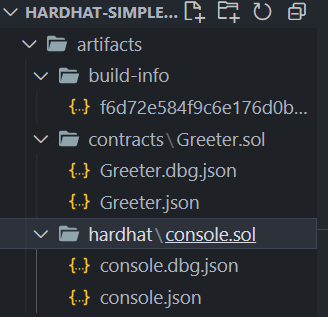 HARDHAT-SIMPLE...
artifacts
build-info
f6d72e584f9c6e176d0b...
contracts\Greeter.sol
Greeter.dbg.json
Greeter.json
hardhat\console.sol
console.dbg.json
console.json